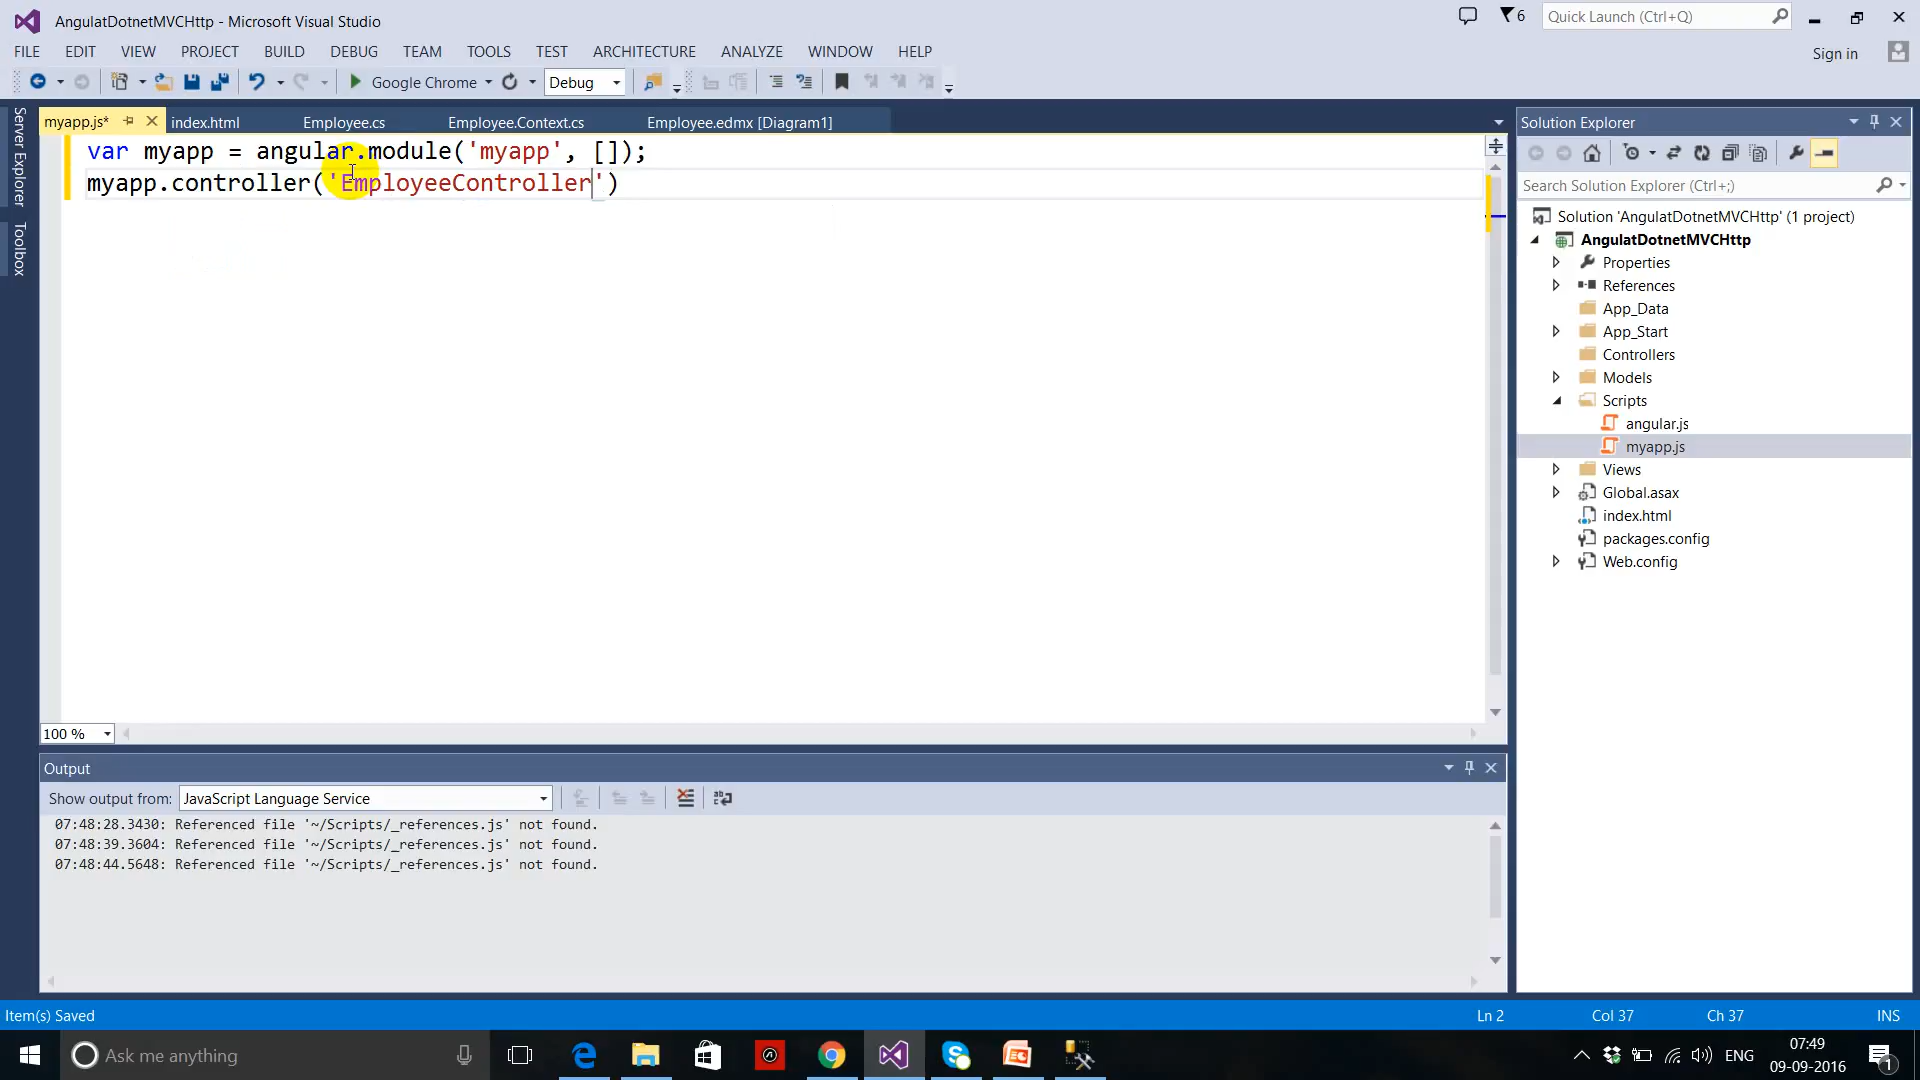 AngulatDotnetMVCHttp - Microsoft Visual Studio
6
Quick Launch (Ctrl+Q)
FILE EDIT VIEW PROJECT BUILD DEBUG TEAM TOOLS TEST ARCHITECTURE ANALYZE WINDOW HELP
Sign in
Google Chrome
Debug
Server Explorer
Toolbox
myapp.js*
index.html
Employee.cs
Employee.Context.cs
Employee.edmx [Diagram1]
var myapp = angular.module('myapp', []);
myapp.controller('EmployeeController')
100 %
Solution Explorer
Search Solution Explorer (Ctrl+;)
Solution 'AngulatDotnetMVCHttp' (1 project)
AngulatDotnetMVCHttp
Properties
References
App_Data
App_Start
Controllers
Models
Scripts
angular.js
myapp.js
Views
Global.asax
index.html
packages.config
Web.config
Output
Show output from: JavaScript Language Service
07:48:28.3430: Referenced file '~/Scripts/_references.js' not found.
07:48:39.3604: Referenced file '~/Scripts/_references.js' not found.
07:48:44.5648: Referenced file '~/Scripts/_references.js' not found.
Item(s) Saved
Ln 2
Col 37
Ch 37
INS
Ask me anything
ENG
07:49
09-09-2016
1